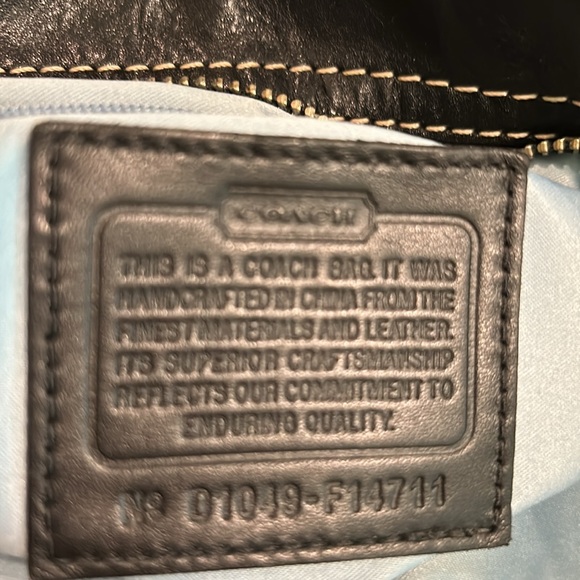 COACH
THIS IS A COACH BAG. IT WAS
HANDCRAFTED IN CHINA FROM THE
FINEST MATERIALS AND LEATHER.
ITS SUPERIOR CRAFTSMANSHIP
REFLECTS OUR COMMITMENT TO
ENDURING QUALITY.
No D1049-F14711